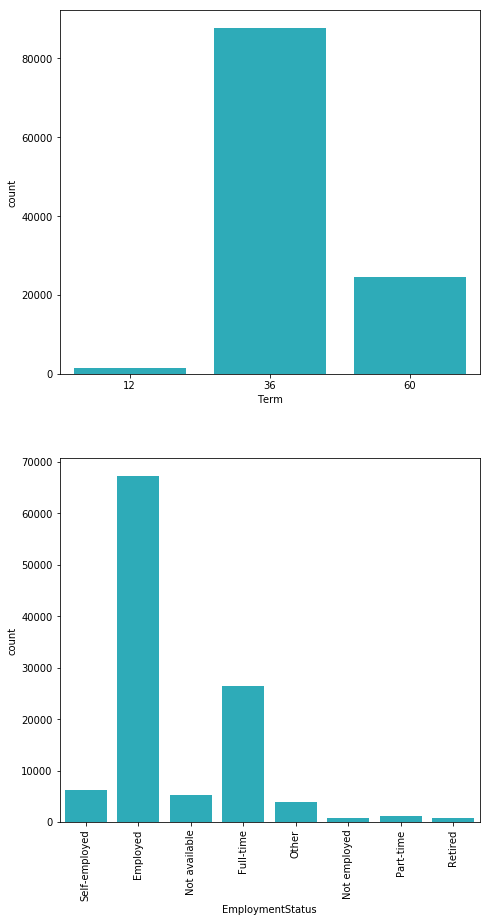 80000
60000
count
40000
20000
0
12 36 60
Term
70000
60000
50000
40000
count
30000
20000
10000
0
Self-employed
Employed
Not available
Full-time
Other
Not employed
Part-time
Retired
EmploymentStatus